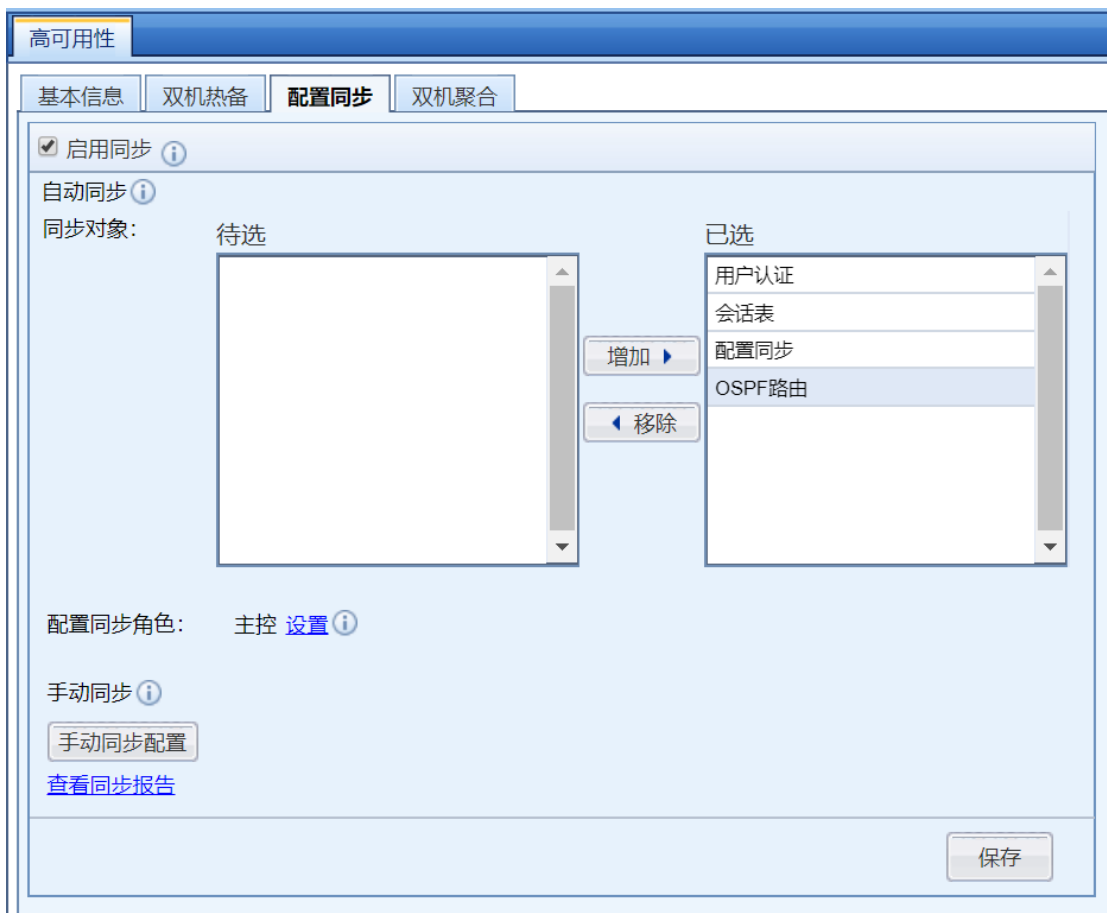 高可用性
基本信息 双机热备 配置同步 双机聚合
启用同步
自动同步
同步对象:
待选 已选
用户认证
会话表
配置同步
OSPF路由
增加
移除
配置同步角色: 主控 设置
手动同步
手动同步配置
查看同步报告
保存